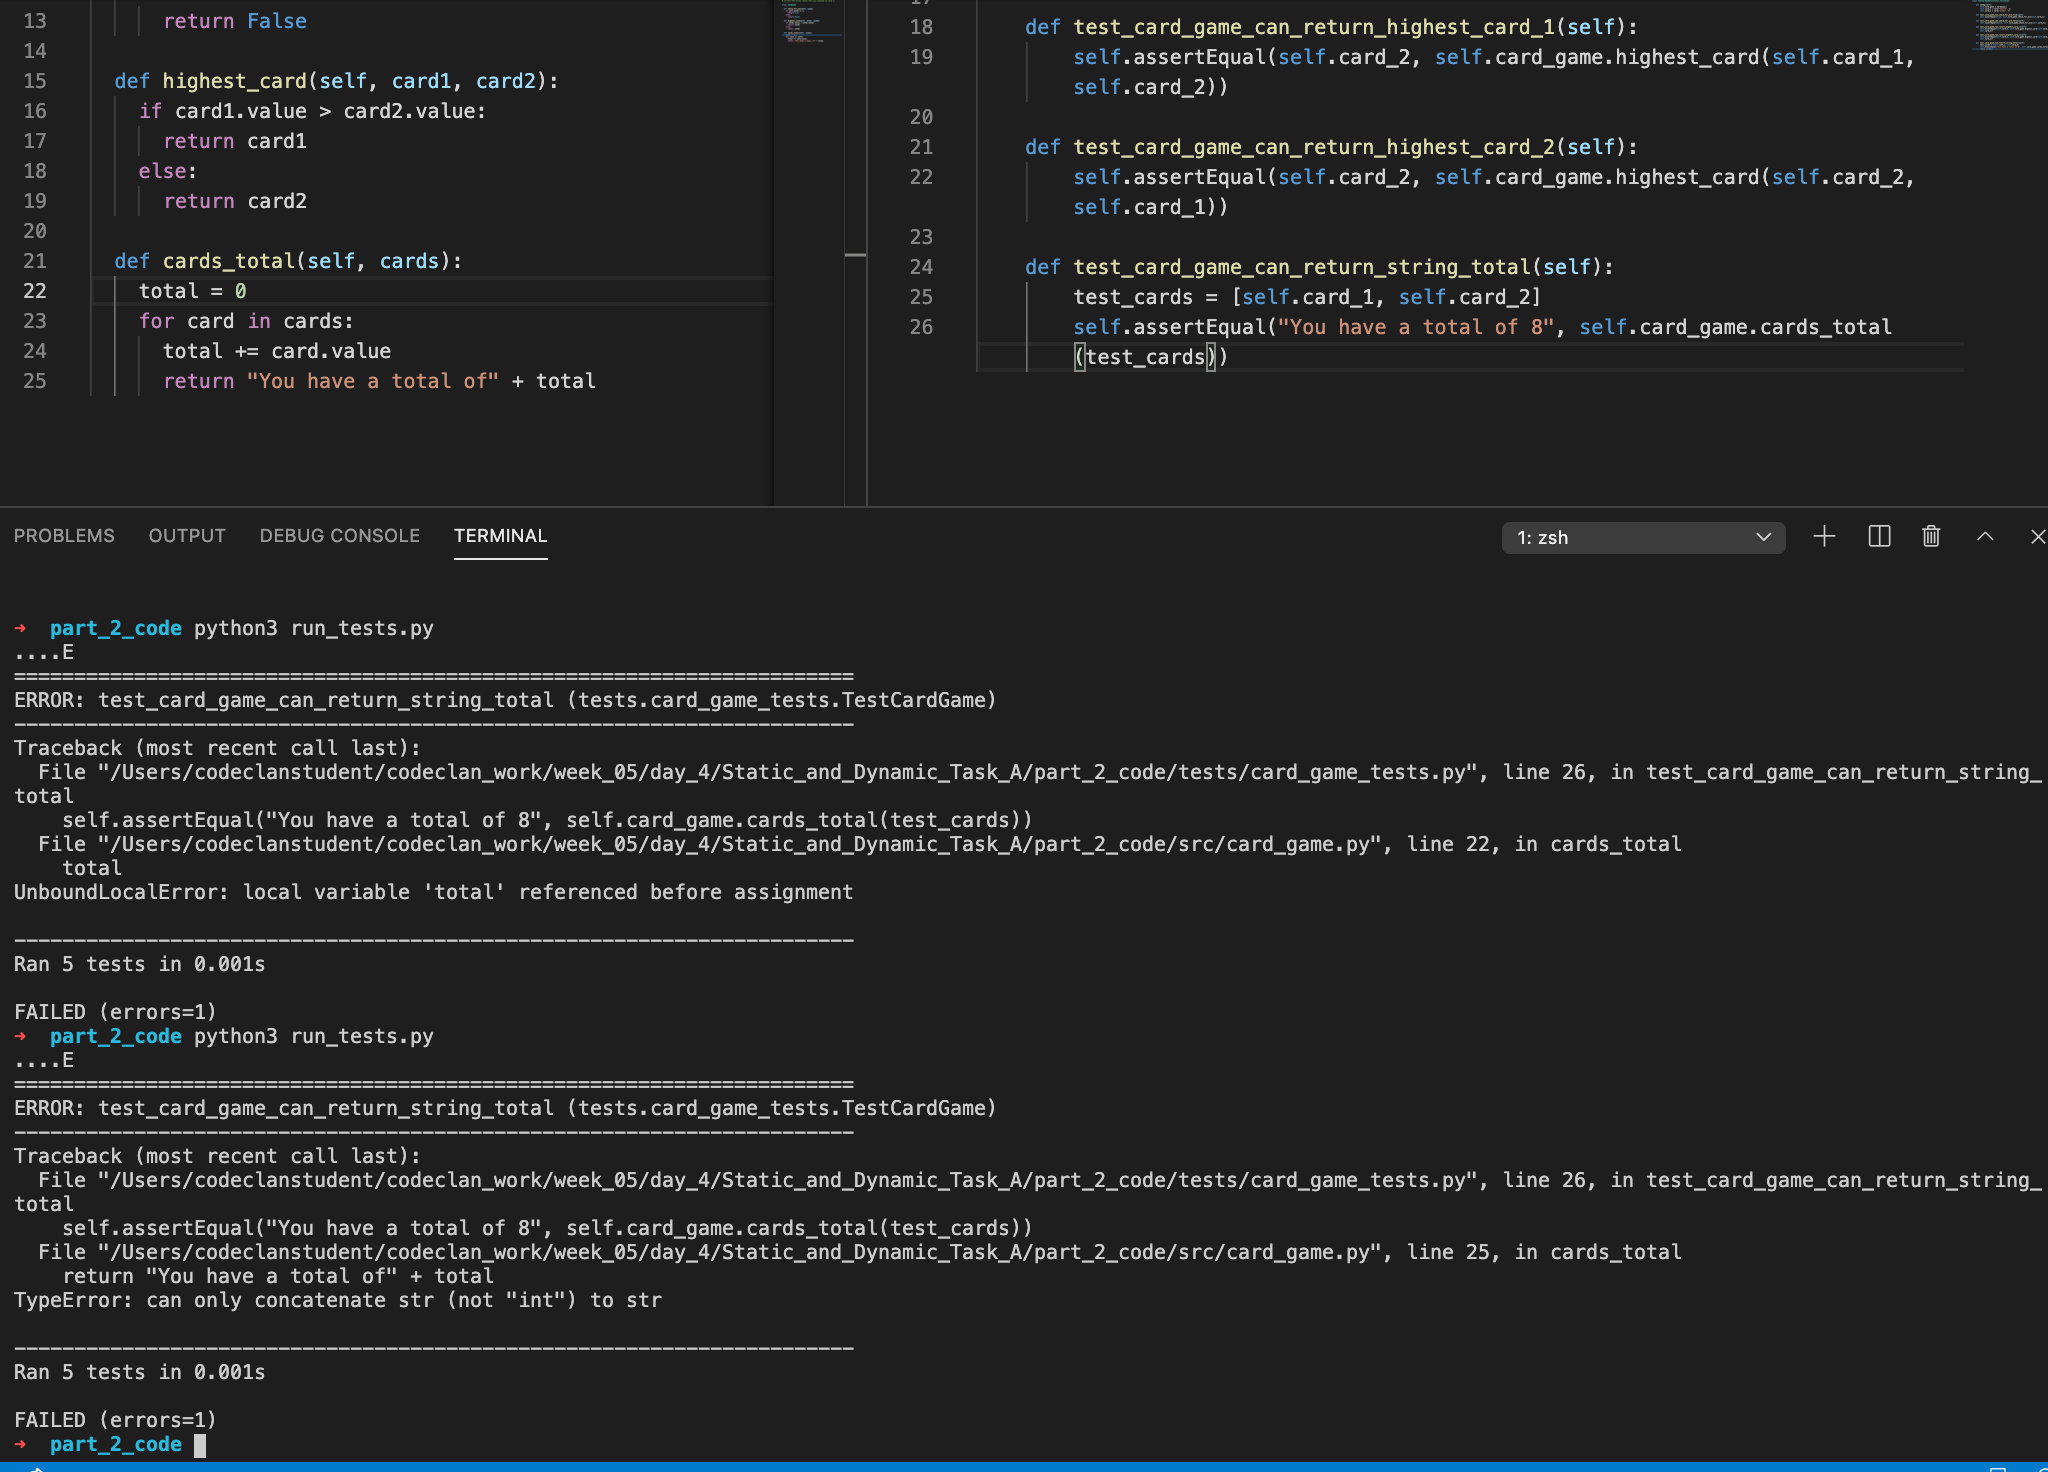 13 return False
14
15 def highest_card(self, card1, card2):
16 if card1.value > card2.value:
17 return card1
18 else:
19 return card2
20
21 def cards_total(self, cards):
22 total = 0
23 for card in cards:
24 total += card.value
25 return "You have a total of" + total
17
18 def test_card_game_can_return_highest_card_1(self):
19 self.assertEqual(self.card_2, self.card_game.highest_card(self.card_1,
self.card_2))
20
21 def test_card_game_can_return_highest_card_2(self):
22 self.assertEqual(self.card_2, self.card_game.highest_card(self.card_2,
self.card_1))
23
24 def test_card_game_can_return_string_total(self):
25 test_cards = [self.card_1, self.card_2]
26 self.assertEqual("You have a total of 8", self.card_game.cards_total
(test_cards))
PROBLEMS OUTPUT DEBUG CONSOLE TERMINAL 1: zsh
➜ part_2_code python3 run_tests.py
....E
======================================================================
ERROR: test_card_game_can_return_string_total (tests.card_game_tests.TestCardGame)
----------------------------------------------------------------------
Traceback (most recent call last):
File "/Users/codeclanstudent/codeclan_work/week_05/day_4/Static_and_Dynamic_Task_A/part_2_code/tests/card_game_tests.py", line 26, in test_card_game_can_return_string_
total
self.assertEqual("You have a total of 8", self.card_game.cards_total(test_cards))
File "/Users/codeclanstudent/codeclan_work/week_05/day_4/Static_and_Dynamic_Task_A/part_2_code/src/card_game.py", line 22, in cards_total
total
UnboundLocalError: local variable 'total' referenced before assignment
----------------------------------------------------------------------
Ran 5 tests in 0.001s
FAILED (errors=1)
➜ part_2_code python3 run_tests.py
....E
======================================================================
ERROR: test_card_game_can_return_string_total (tests.card_game_tests.TestCardGame)
----------------------------------------------------------------------
Traceback (most recent call last):
File "/Users/codeclanstudent/codeclan_work/week_05/day_4/Static_and_Dynamic_Task_A/part_2_code/tests/card_game_tests.py", line 26, in test_card_game_can_return_string_
total
self.assertEqual("You have a total of 8", self.card_game.cards_total(test_cards))
File "/Users/codeclanstudent/codeclan_work/week_05/day_4/Static_and_Dynamic_Task_A/part_2_code/src/card_game.py", line 25, in cards_total
return "You have a total of" + total
TypeError: can only concatenate str (not "int") to str
----------------------------------------------------------------------
Ran 5 tests in 0.001s
FAILED (errors=1)
➜ part_2_code